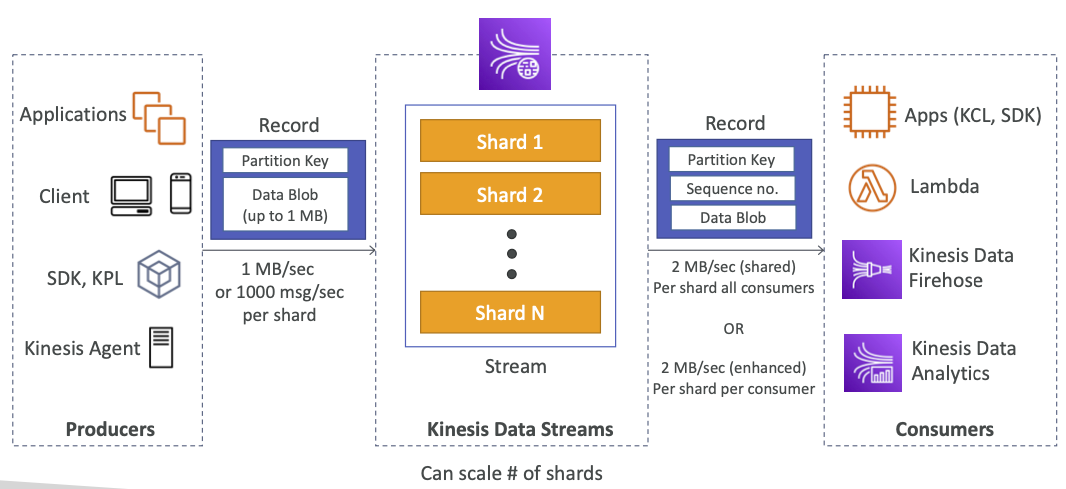 Applications
Client
SDK, KPL
Kinesis Agent
Producers
Record
Partition Key
Data Blob
(up to 1 MB)
1 MB/sec
or 1000 msg/sec
per shard
Shard 1
Shard 2
Shard N
Stream
Kinesis Data Streams
Can scale # of shards
Record
Partition Key
Sequence no.
Data Blob
2 MB/sec (shared)
Per shard all consumers
OR
2 MB/sec (enhanced)
Per shard per consumer
Apps (KCL, SDK)
Lambda
Kinesis Data
Firehose
Kinesis Data
Analytics
Consumers